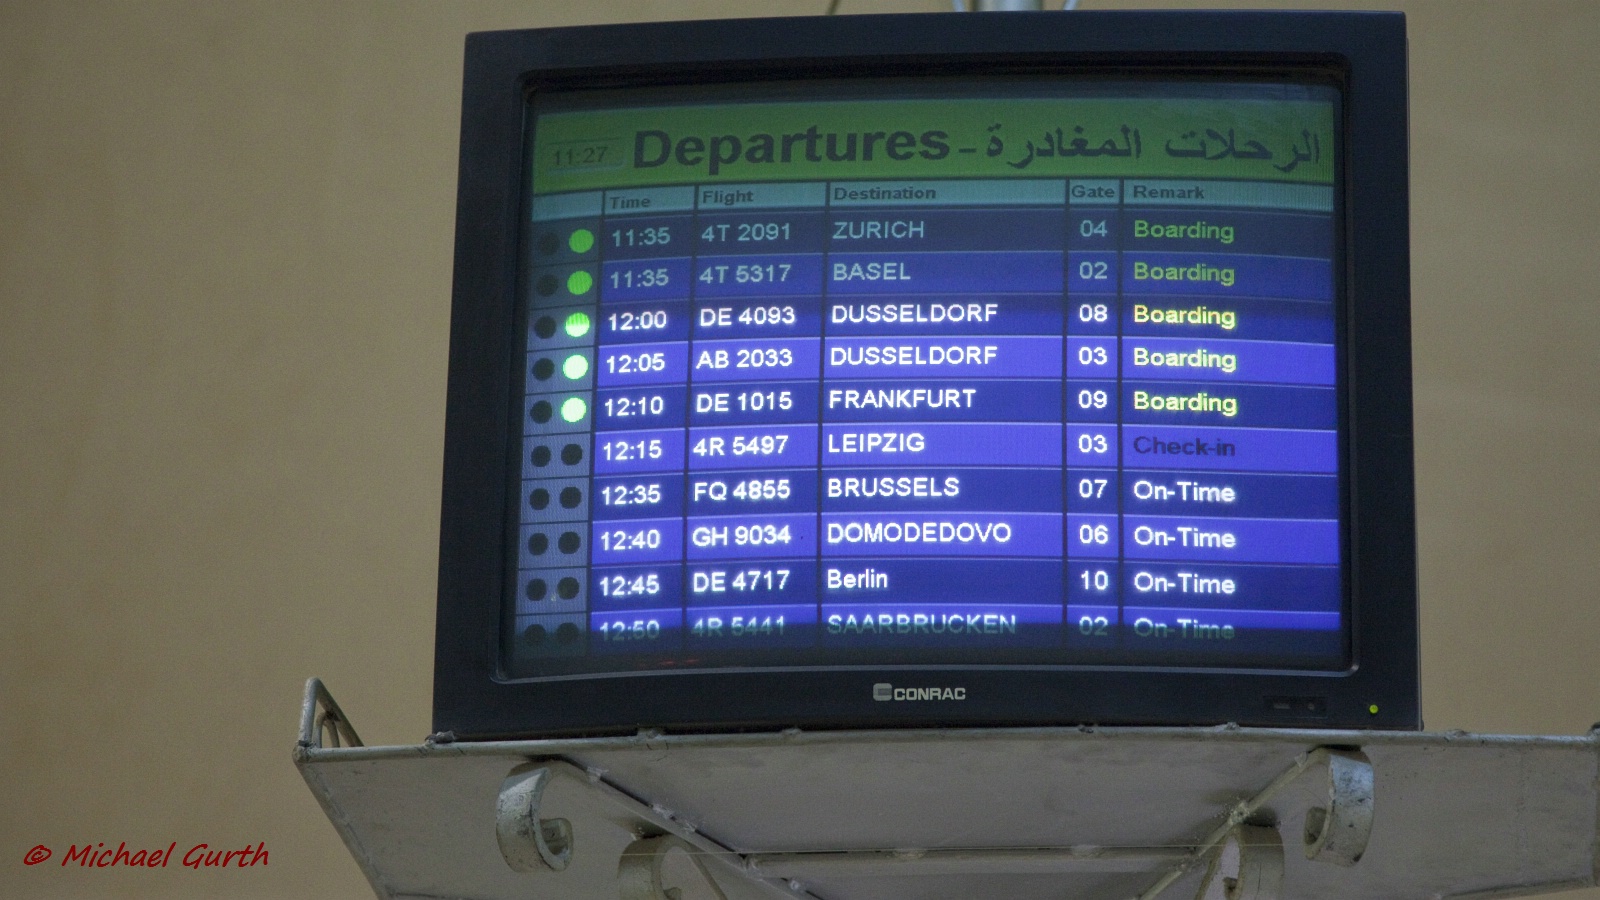 11:27 Departures - الرحلات المغادرة
Time Flight Destination Gate Remark
11:35 4T 2091 ZURICH 04 Boarding
11:35 4T 5317 BASEL 02 Boarding
12:00 DE 4093 DUSSELDORF 08 Boarding
12:05 AB 2033 DUSSELDORF 03 Boarding
12:10 DE 1015 FRANKFURT 09 Boarding
12:15 4R 5497 LEIPZIG 03 Check-in
12:35 FQ 4855 BRUSSELS 07 On-Time
12:40 GH 9034 DOMODEDOVO 06 On-Time
12:45 DE 4717 Berlin 10 On-Time
12:50 4R 5441 SAARBRUCKEN 02 On-Time
CONRAC
© Michael Gurth